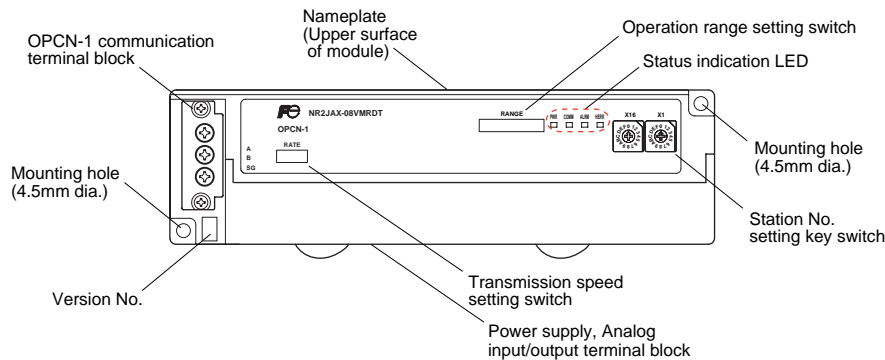 Nameplate
(Upper surface
of module)
Operation range setting switch
OPCN-1 communication
terminal block
Status indication LED
NR2JAX-08VMRDT
OPCN-1
RANGE
PWR COMM ALRM HERR
X16 X1
RATE
A
B
SG
Mounting hole
(4.5mm dia.)
Mounting hole
(4.5mm dia.)
Station No.
setting key switch
Version No.
Transmission speed
setting switch
Power supply, Analog
input/output terminal block